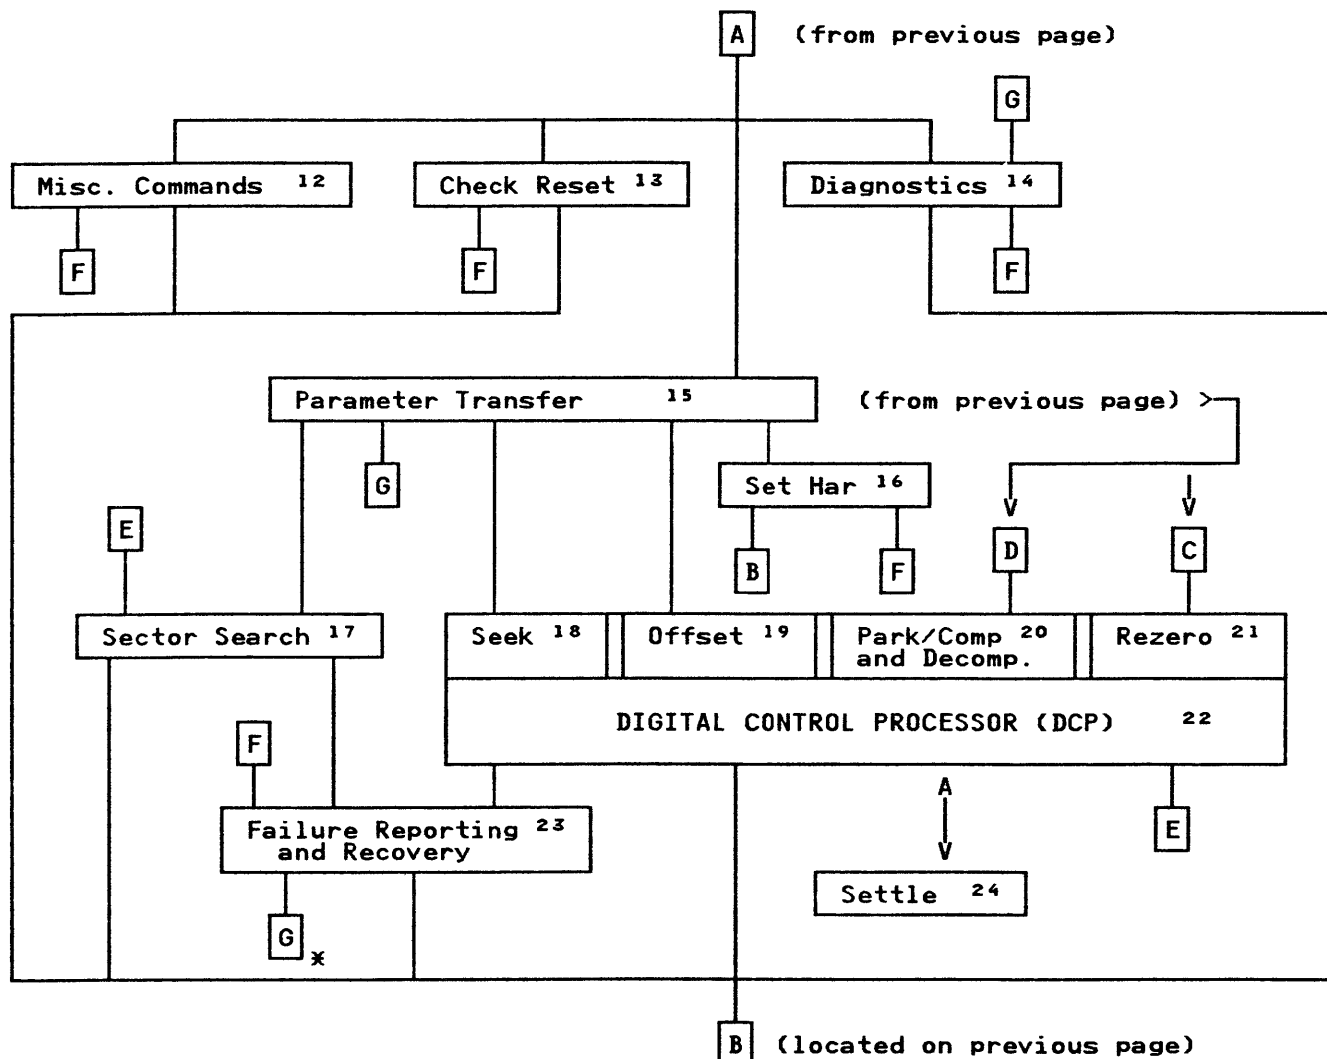 A (from previous page)
G
Misc. Commands 12
Check Reset 13
Diagnostics 14
F
F
F
Parameter Transfer 15
(from previous page) >
G
Set Har 16
E
V
V
B
F
D
C
Sector Search 17
Seek 18
Offset 19
Park/Comp 20
and Decomp.
Rezero 21
DIGITAL CONTROL PROCESSOR (DCP) 22
F
A
V
E
Failure Reporting 23
and Recovery
Settle 24
G *
B (located on previous page)